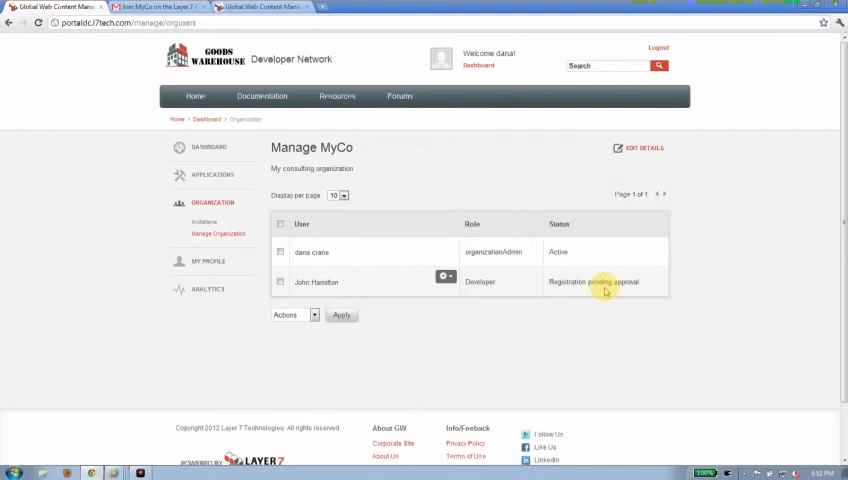 Global Web Content Man
Join MyCo on the Layer 7 P
Global Web Content Mana
portaldc.l7tech.com/manage/orgusers
GOODS
WAREHOUSE
Developer Network
Welcome dana!
Dashboard
Logout
Search
Home
Documentation
Resources
Forums
Home > Dashboard > Organization
DASHBOARD
APPLICATIONS
ORGANIZATION
Invitations
Manage Organization
MY PROFILE
ANALYTICS
Manage MyCo
EDIT DETAILS
My consulting organization
Display per page 10
Page 1 of 1
User Role Status
dana crane organizationAdmin Active
John Hamilton Developer Registration pending approval
Actions Apply
Copyright 2012 Layer 7 Technologies. All rights reserved.
POWERED BY LAYER 7
About GW
Corporate Site
About Us
Info/Feeback
Privacy Policy
Terms of Use
Follow Us
Like Us
LinkedIn
100%
4:52 PM